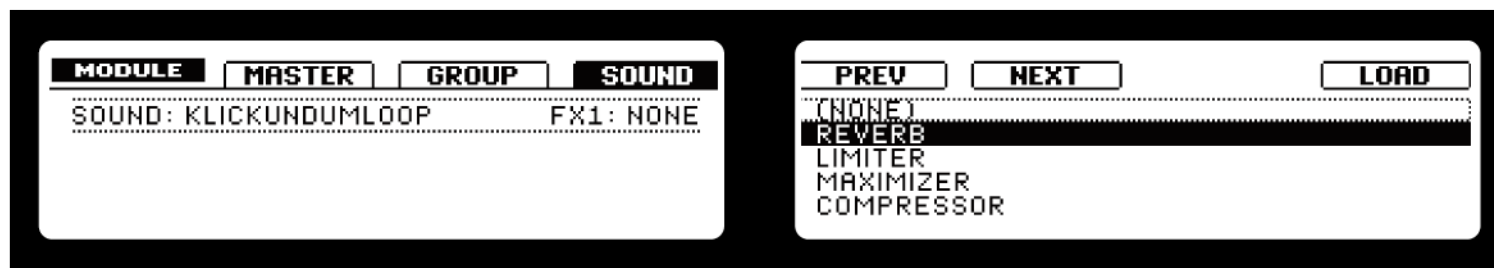 MODULE MASTER GROUP SOUND
SOUND: KLICKUNDUMLOOP FX1: NONE
PREV NEXT LOAD
(NONE)
REVERB
LIMITER
MAXIMIZER
COMPRESSOR